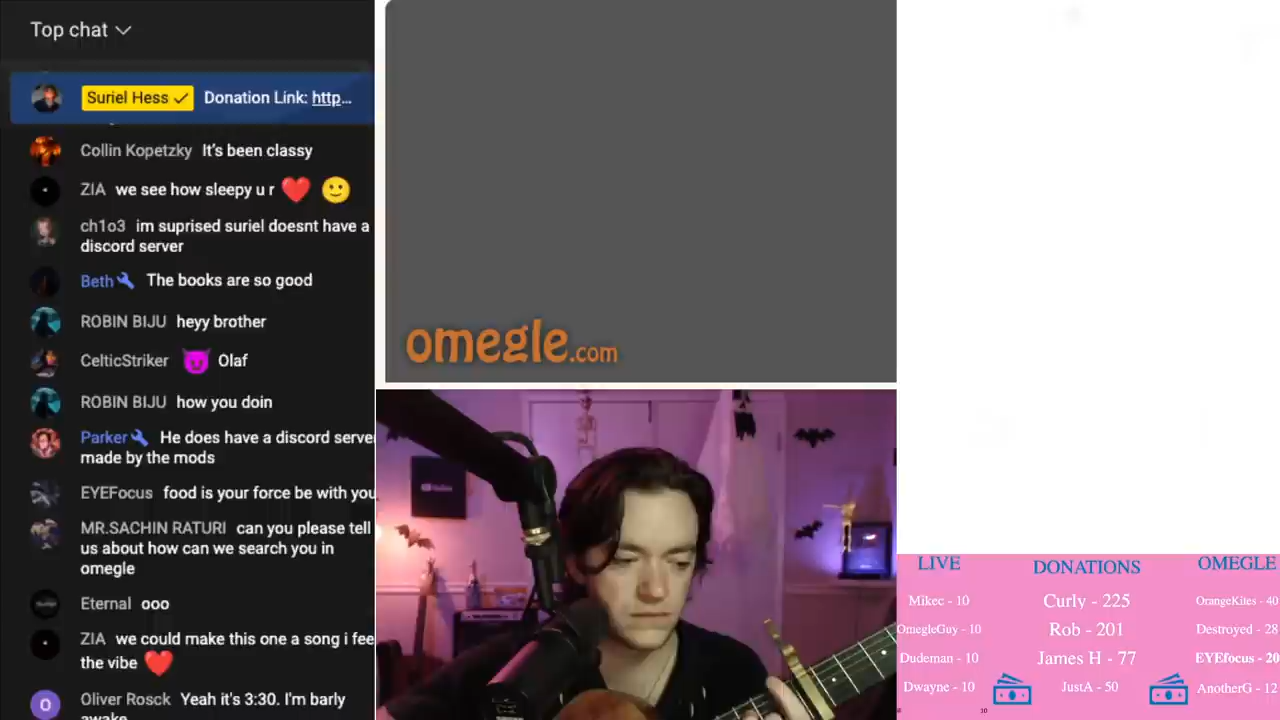 Top chat
Suriel Hess Donation Link: http...
Collin Kopetzky It's been classy
ZIA we see how sleepy u r
ch1o3 im suprised suriel doesnt have a
discord server
Beth The books are so good
ROBIN BIJU heyy brother
CelticStriker Olaf
ROBIN BIJU how you doin
Parker He does have a discord serve
made by the mods
EYEFocus food is your force be with you
MR.SACHIN RATURI can you please tell
us about how can we search you in
omegle
Eternal ooo
ZIA we could make this one a song i fee
the vibe
O Oliver Rosck Yeah it's 3:30. I'm barly
awake
omegle.com
LIVE
Mikec - 10
OmegleGuy - 10
Dudeman - 10
Dwayne - 10
DONATIONS
Curly - 225
Rob - 201
James H - 77
JustA - 50
OMEGLE
OrangeKites - 40
Destroyed - 28
EYEfocus - 20
AnotherG - 12